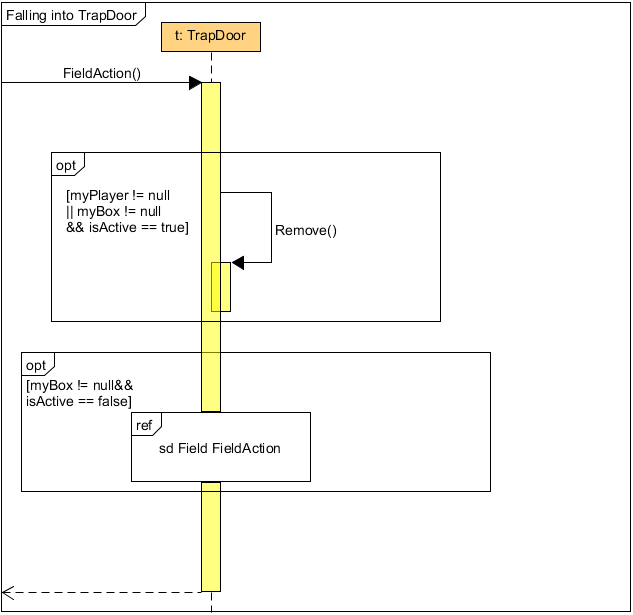 Falling into TrapDoor
t: TrapDoor
FieldAction()
opt
[myPlayer != null
|| myBox != null
&& isActive == true]
Remove()
opt
[myBox != null&&
isActive == false]
ref
sd Field FieldAction